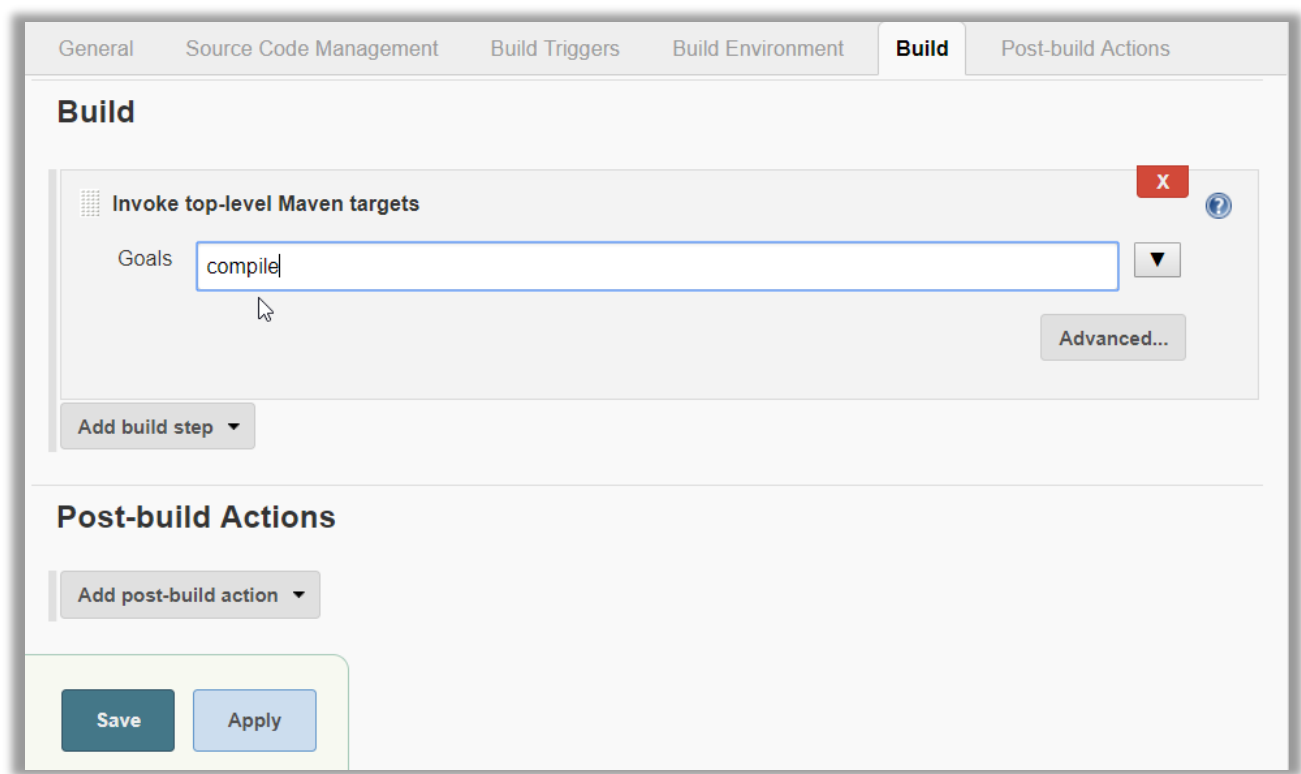 General Source Code Management Build Triggers Build Environment Build Post-build Actions
Build
X
Invoke top-level Maven targets
Goals compile
Advanced...
Add build step
Post-build Actions
Add post-build action
Save Apply